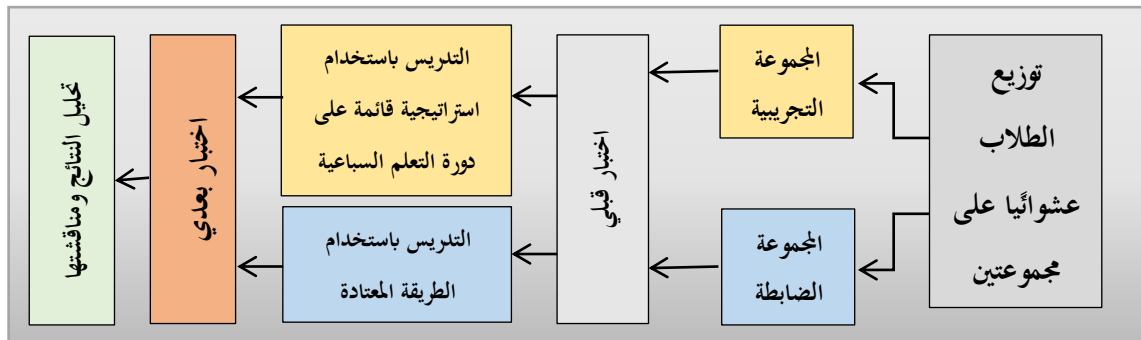 توزيع
الطلاب
عشوائيا على
مجموعتين
المجموعة
التجريبية
المجموعة
الضابطة
اختبار قبلي
التدريس باستخدام
استراتيجية قائمة على
دورة التعلم السباعية
التدريس باستخدام
الطريقة المعتادة
اختبار بعدي
تحليل النتائج ومناقشتها